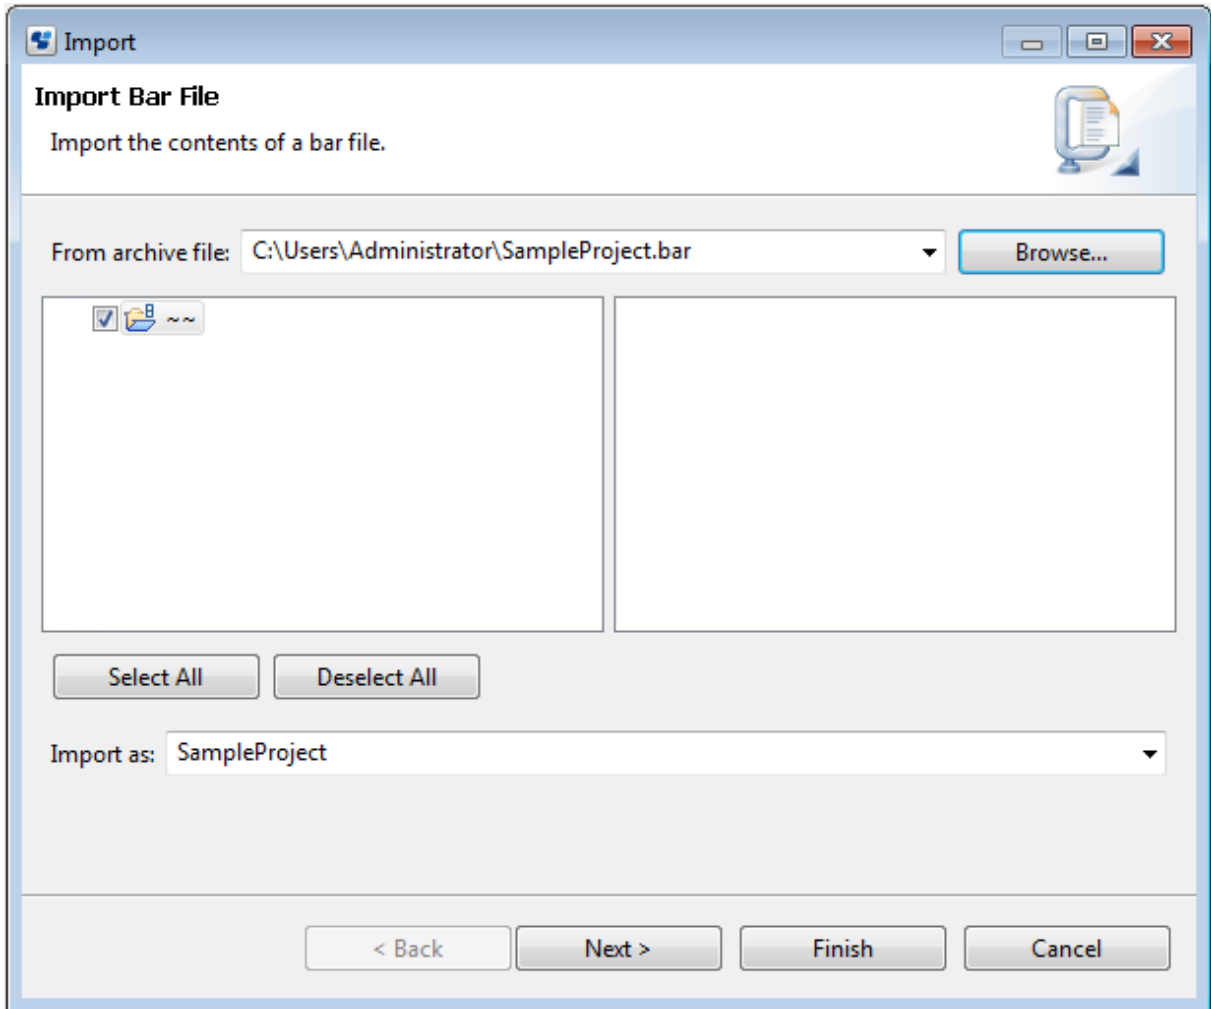 Import
Import Bar File
Import the contents of a bar file.
From archive file: C:\Users\Administrator\SampleProject.bar Browse...
~~
Select All Deselect All
Import as: SampleProject
< Back Next > Finish Cancel